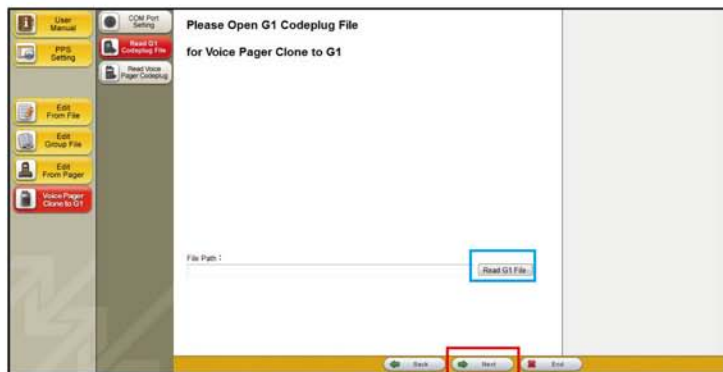 User
Manual
PPS
Setting
Edit
From File
Edit
Group File
Edit
From Pager
Voice Pager
Clone to G1
COM Port
Setting
Read G1
Codeplug File
Read Voice
Pager Codeplug
Please Open G1 Codeplug File
for Voice Pager Clone to G1
File Path :
Read G1 File
Back
Next
End